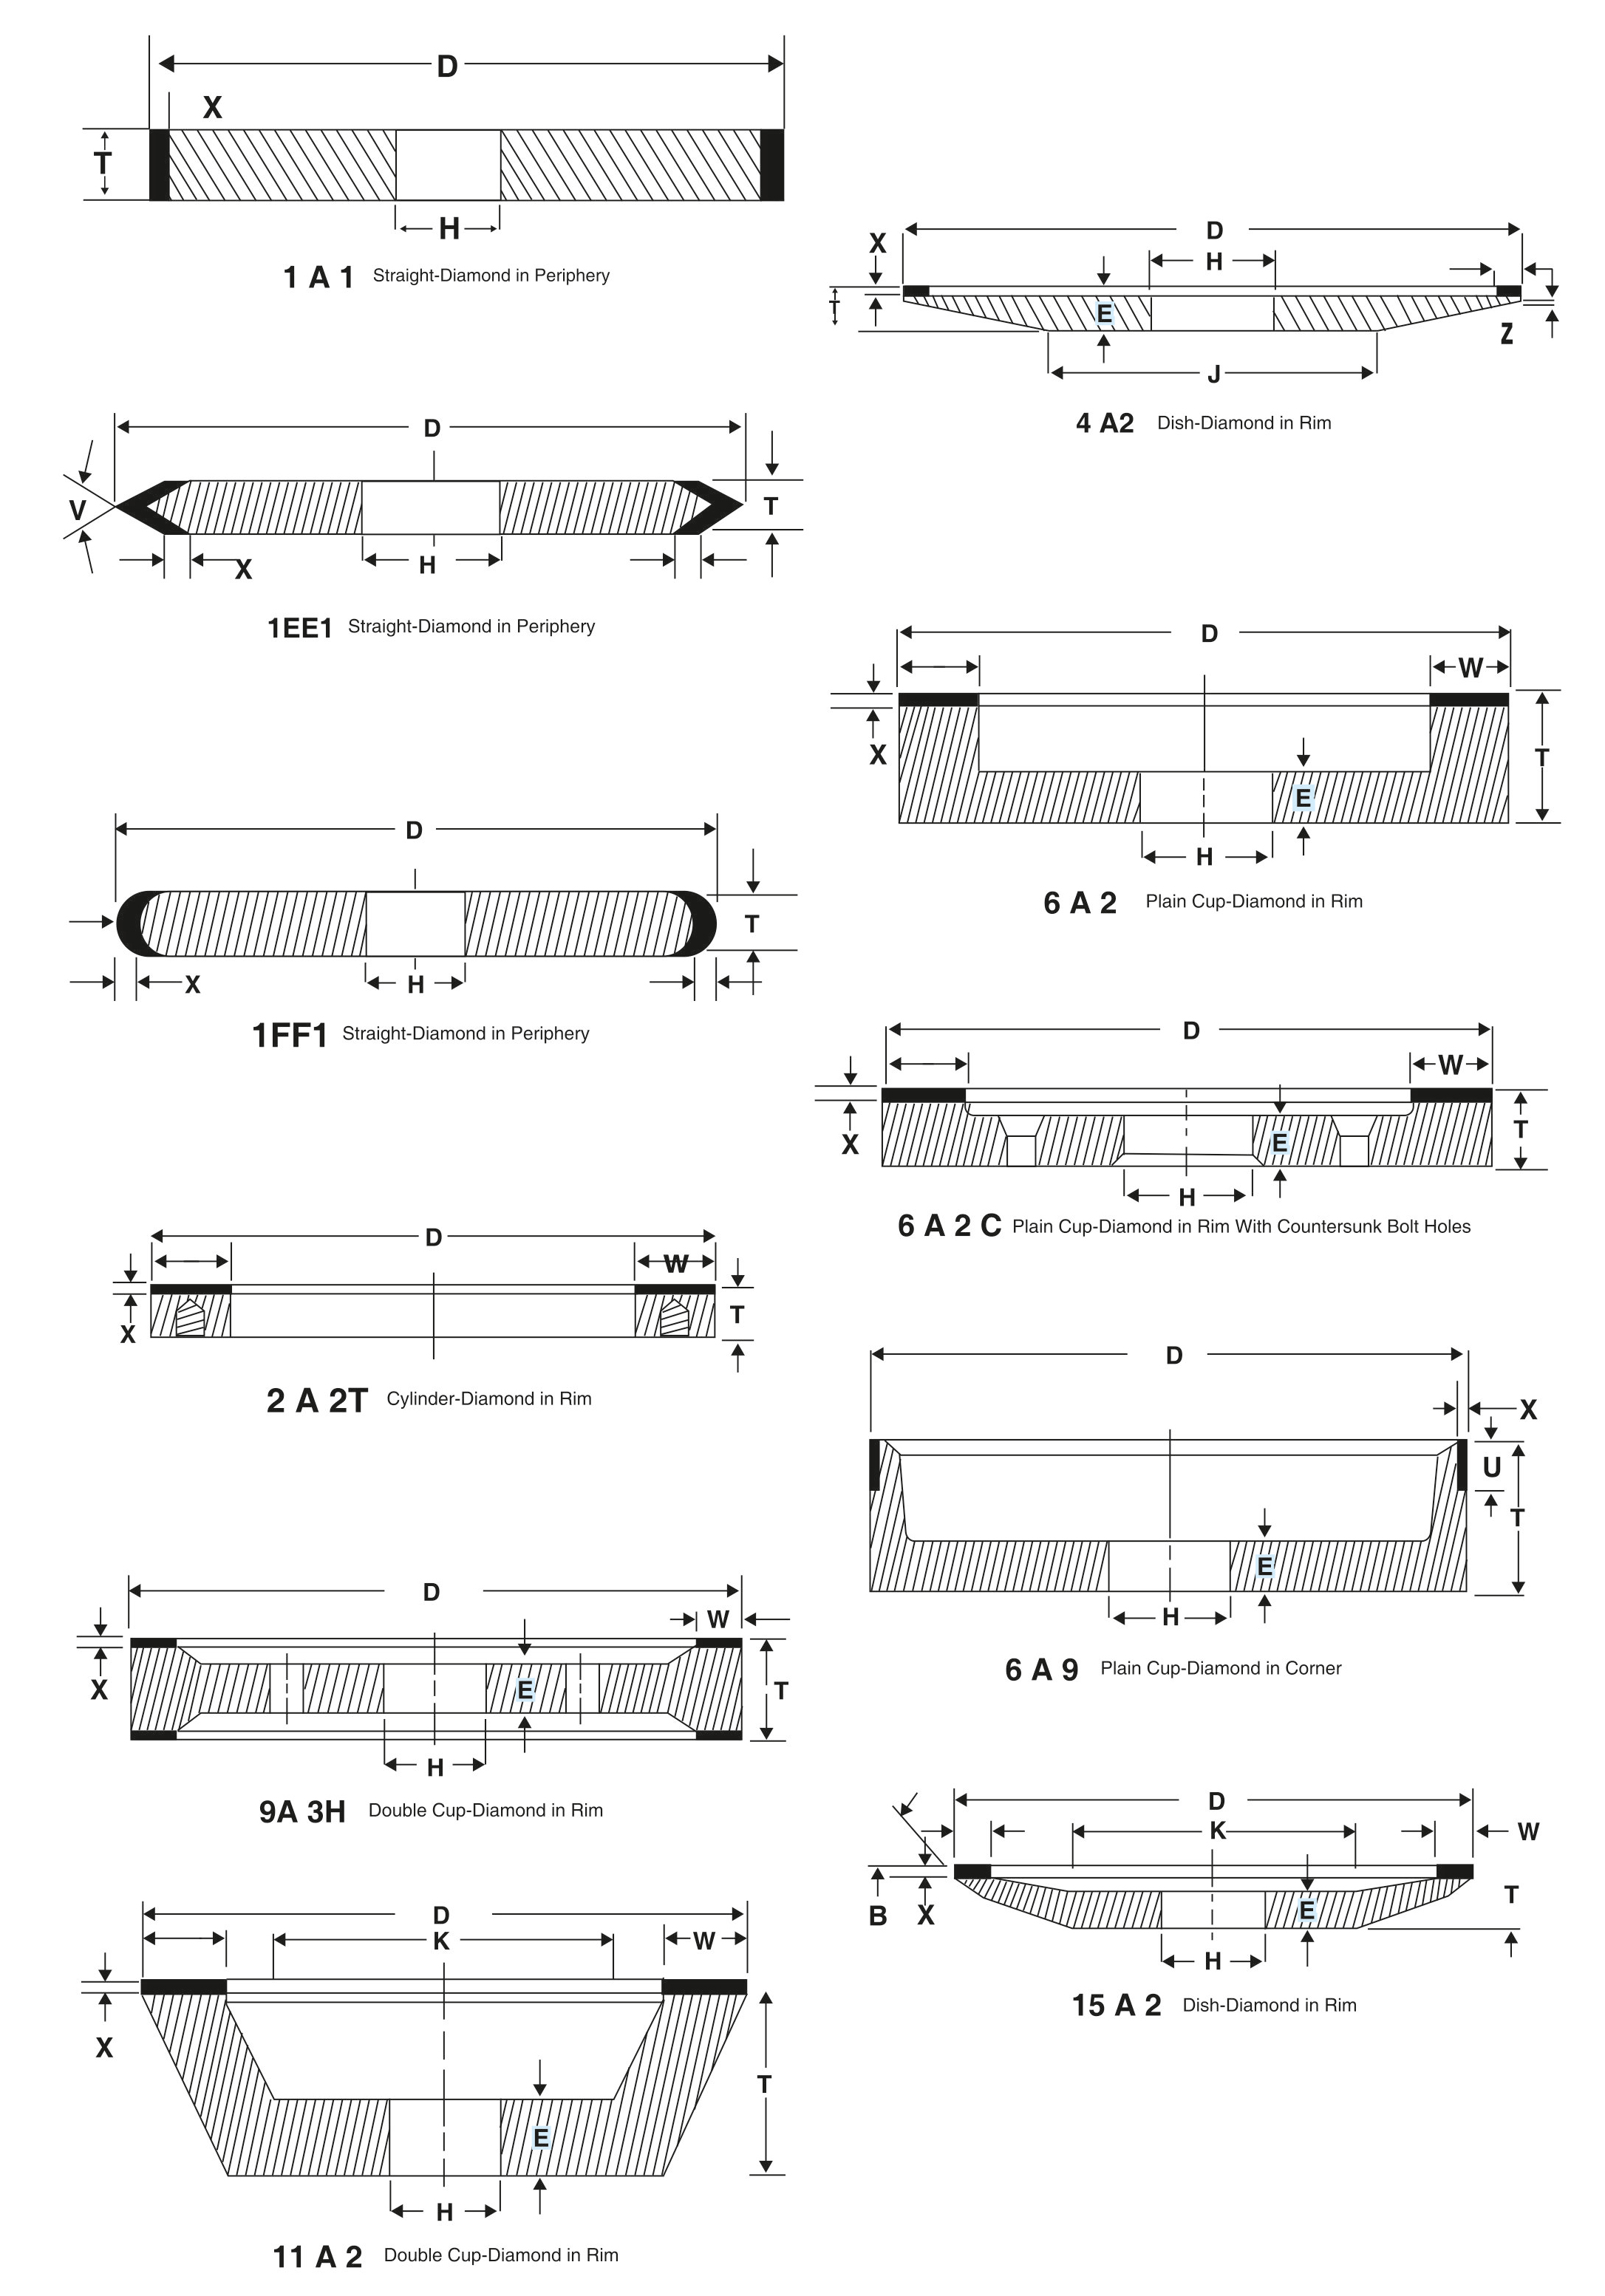 D
X
T
H
1 A 1 Straight-Diamond in Periphery
D
V
T
X
H
1EE1 Straight-Diamond in Periphery
D
T
X
H
1FF1 Straight-Diamond in Periphery
D
W
X
T
2 A 2T Cylinder-Diamond in Rim
D
W
X
E
T
H
9A 3H Double Cup-Diamond in Rim
D
K
W
X
T
E
H
11 A 2 Double Cup-Diamond in Rim
D
X
H
T
E
Z
J
4 A2 Dish-Diamond in Rim
D
W
X
T
E
H
6 A 2 Plain Cup-Diamond in Rim
D
W
X
E
T
H
6 A 2 C Plain Cup-Diamond in Rim With Countersunk Bolt Holes
D
X
U
T
E
H
6 A 9 Plain Cup-Diamond in Corner
D
K
W
T
B
X
E
H
15 A 2 Dish-Diamond in Rim